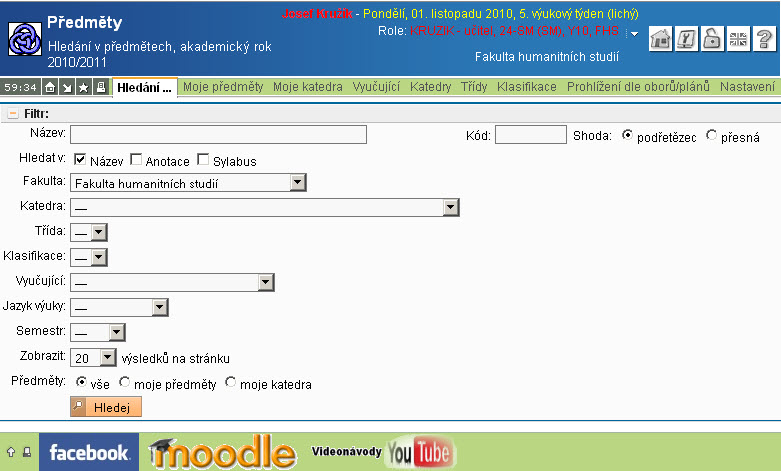 Předměty
Hledání v předmětech, akademický rok
2010/2011
Josef Kružík - Pondělí, 01. listopadu 2010, 5. výukový týden (lichý)
Role: KRUZIK - učitel, 24-SM (SM), Y10, FHS
Fakulta humanitních studií
59:34 Hledání ... Moje předměty Moje katedra Vyučující Katedry Třídy Klasifikace Prohlížení dle oborů/plánů Nastavení
Filtr:
Název: Kód: Shoda: podřetězec přesná
Hledat v: Název Anotace Sylabus
Fakulta: Fakulta humanitních studií
Katedra: ---
Třída: ---
Klasifikace: ---
Vyučující: ---
Jazyk výuky: ---
Semestr: ---
Zobrazit: 20 výsledků na stránku
Předměty: vše moje předměty moje katedra
Hledej
facebook. moodle Videonávody YouTube